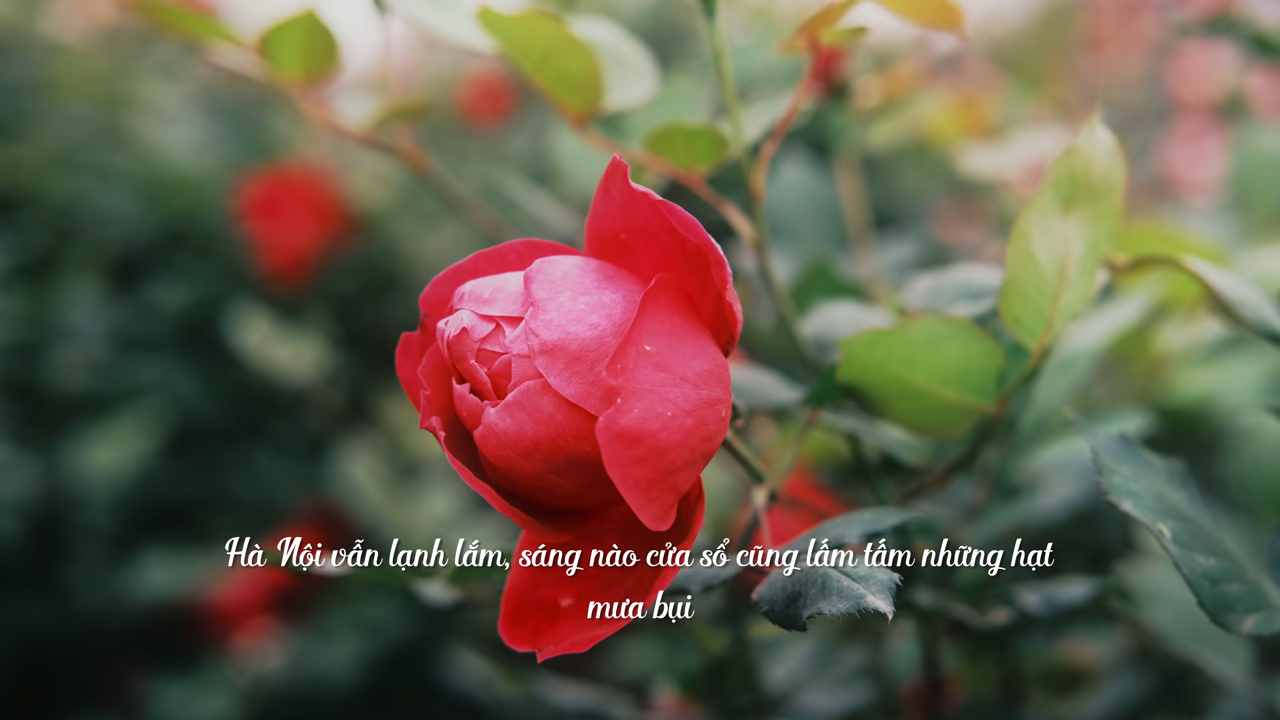 Hà Nội vẫn lạnh lắm, sáng nào cửa sổ cũng lấm tấm những hạt
mưa bụi